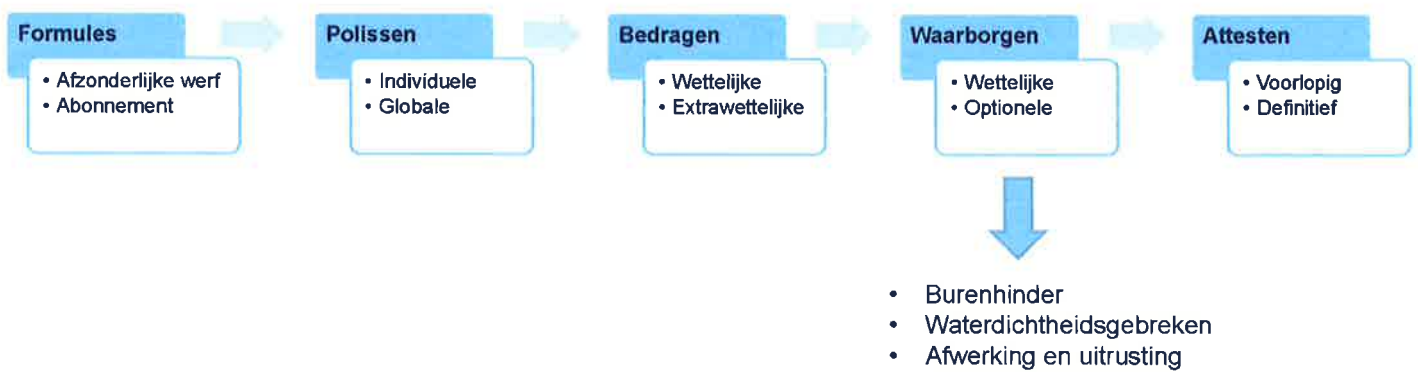 Formules
• Afzonderlijke werf
• Abonnement
Polissen
• Individuele
• Globale
Bedragen
• Wettelijke
• Extrawettelijke
Waarborgen
• Wettelijke
• Optionele
Attesten
• Voorlopig
• Definitief
• Burenhinder
• Waterdichtheidsgebreken
• Afwerking en uitrusting